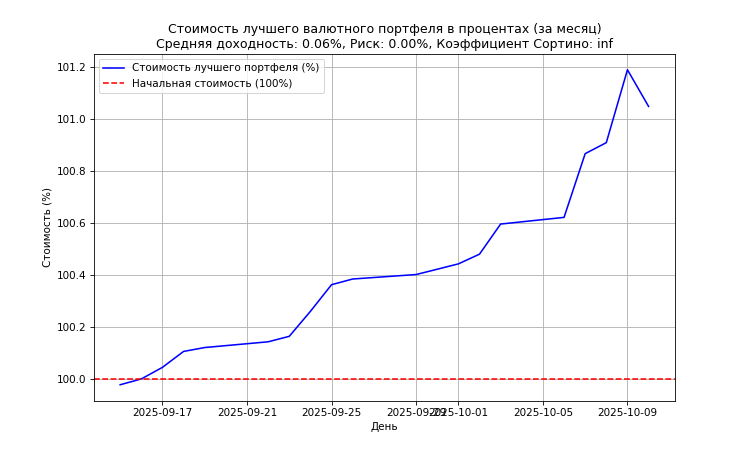 Стоимость лучшего валютного портфеля в процентах (за месяц)
Средняя доходность: 0.06%, Риск: 0.00%, Коэффициент Сортино: inf
Стоимость лучшего портфеля (%)
Начальная стоимость (100%)
Стоимость (%)
101.2
101.0
100.8
100.6
100.4
100.2
100.0
2025-09-17
2025-09-21
2025-09-25
2025-09-29
2025-10-01
2025-10-05
2025-10-09
День